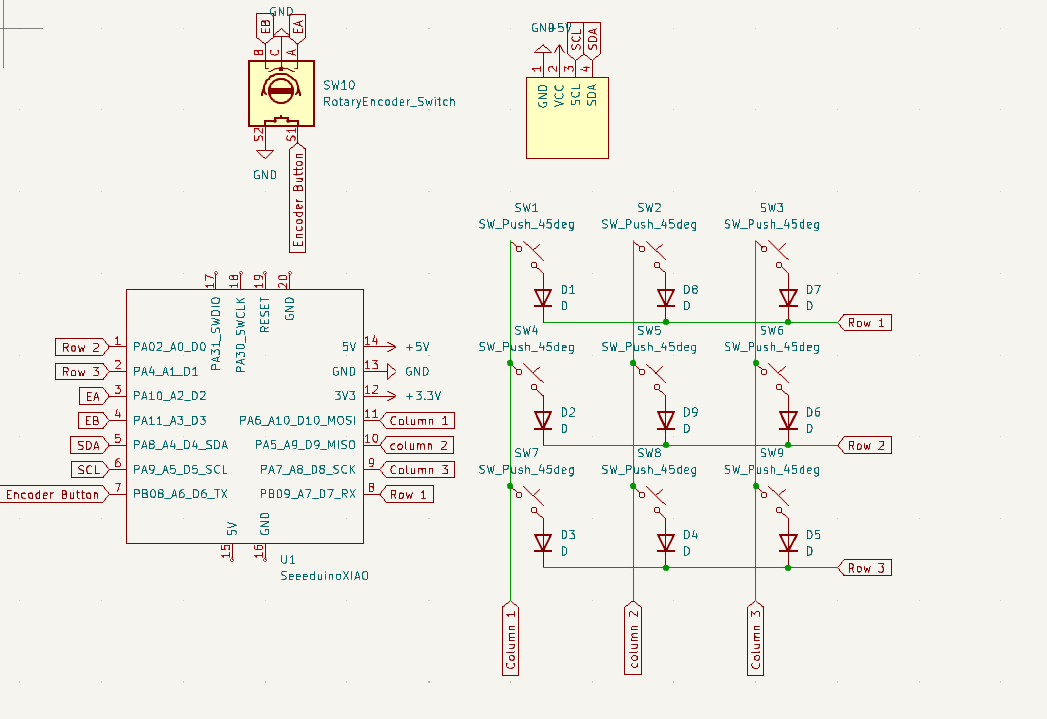 GND
EB
EA
B
C
A
SW10
RotaryEncoder_Switch
S2
S1
GND
Encoder Button
GND
+5V
SCL
SDA
1
2
3
4
GND
VCC
SCL
SDA
17
18
19
20
PA31_SWDIO
PA30_SWCLK
RESET
GND
Row 2
1
PA02_A0_D0
Row 3
2
PA4_A1_D1
EA
3
PA10_A2_D2
EB
4
PA11_A3_D3
SDA
5
PA8_A4_D4_SDA
SCL
6
PA9_A5_D5_SCL
Encoder Button
7
PB08_A6_D6_TX
5V
14
+5V
GND
13
GND
3V3
12
+3.3V
PA6_A10_D10_MOSI
11
Column 1
PA5_A9_D9_MISO
10
column 2
PA7_A8_D8_SCK
9
Column 3
PB09_A7_D7_RX
8
Row 1
5V
GND
15
16
U1
SeeeduinoXIAO
SW1
SW_Push_45deg
SW2
SW_Push_45deg
SW3
SW_Push_45deg
D1
D
D8
D
D7
D
Row 1
SW4
SW_Push_45deg
SW5
SW_Push_45deg
SW6
SW_Push_45deg
D2
D
D9
D
D6
D
Row 2
SW7
SW_Push_45deg
SW8
SW_Push_45deg
SW9
SW_Push_45deg
D3
D
D4
D
D5
D
Row 3
Column 1
column 2
Column 3